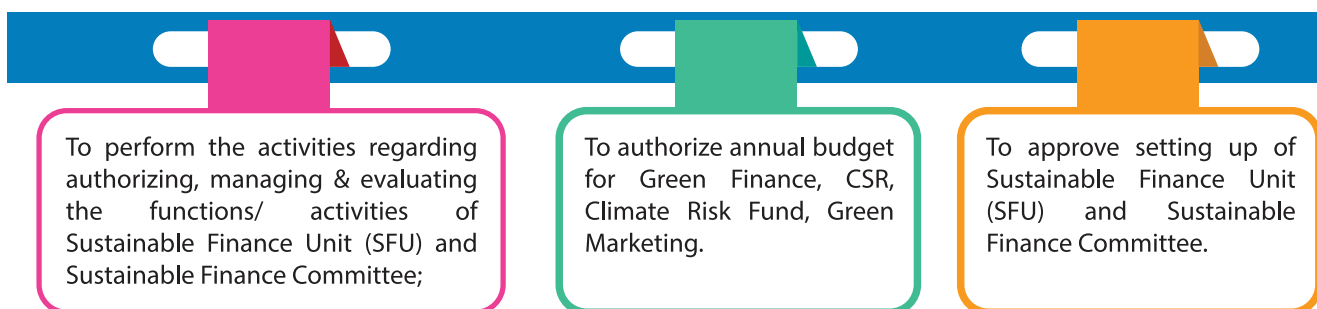 To perform the activities regarding
authorizing, managing & evaluating
the functions/ activities of
Sustainable Finance Unit (SFU) and
Sustainable Finance Committee;
To authorize annual budget
for Green Finance, CSR,
Climate Risk Fund, Green
Marketing.
To approve setting up of
Sustainable Finance Unit
(SFU) and Sustainable
Finance Committee.